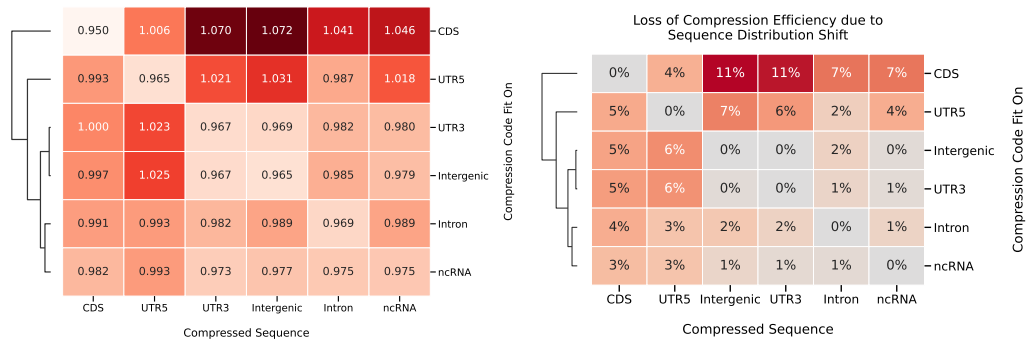 0.950 1.006 1.070 1.072 1.041 1.046 CDS
0.993 0.965 1.021 1.031 0.987 1.018 UTR5
1.000 1.023 0.967 0.969 0.982 0.980 UTR3
0.997 1.025 0.967 0.965 0.985 0.979 Intergenic
0.991 0.993 0.982 0.989 0.969 0.989 Intron
0.982 0.993 0.973 0.977 0.975 0.975 ncRNA
CDS UTR5 UTR3 Intergenic Intron ncRNA
Compressed Sequence
Compression Code Fit On
Loss of Compression Efficiency due to
Sequence Distribution Shift
0% 4% 11% 11% 7% 7% CDS
5% 0% 7% 6% 2% 4% UTR5
5% 6% 0% 0% 2% 0% Intergenic
5% 6% 0% 0% 1% 1% UTR3
4% 3% 2% 2% 0% 1% Intron
3% 3% 1% 1% 1% 0% ncRNA
CDS UTR5 Intergenic UTR3 Intron ncRNA
Compressed Sequence
Compression Code Fit On